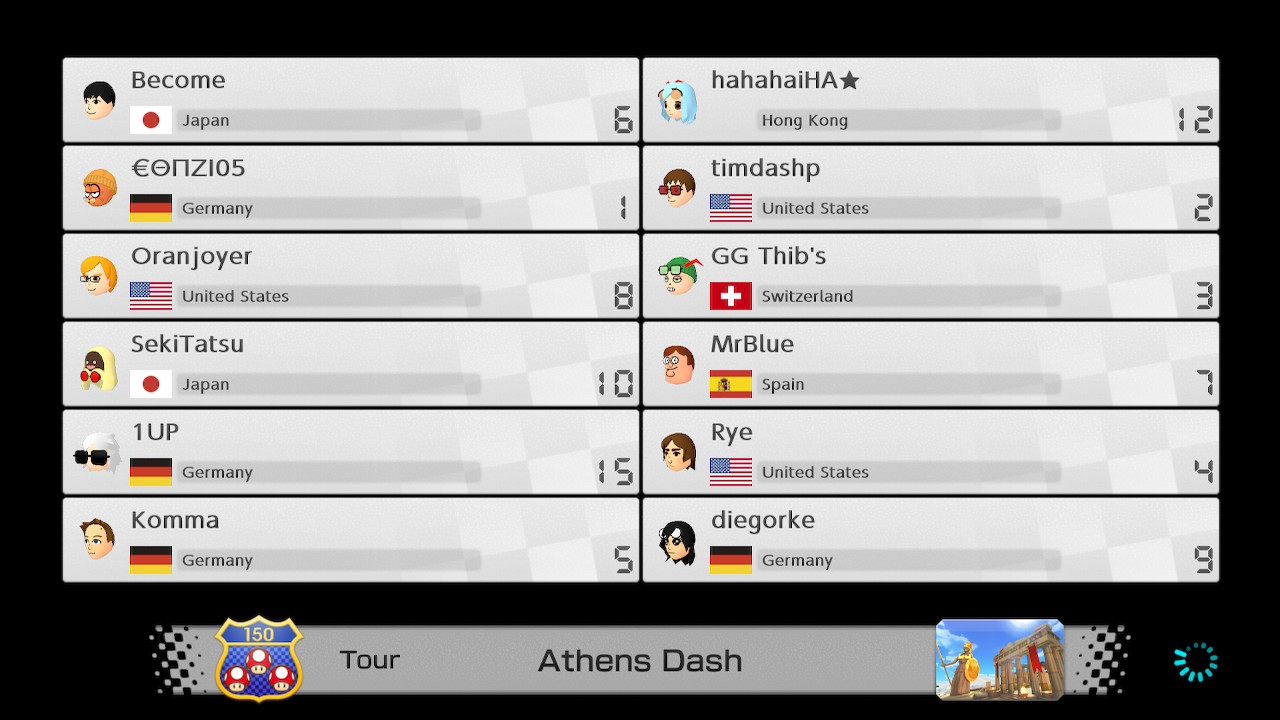 Become
Japan
6
€ΘΠZI05
Germany
1
Oranjoyer
United States
8
SekiTatsu
Japan
10
1UP
Germany
15
Komma
Germany
5
hahahaiHA★
Hong Kong
12
timdashp
United States
2
GG Thib's
Switzerland
3
MrBlue
Spain
7
Rye
United States
4
diegorke
Germany
9
150
Tour
Athens Dash